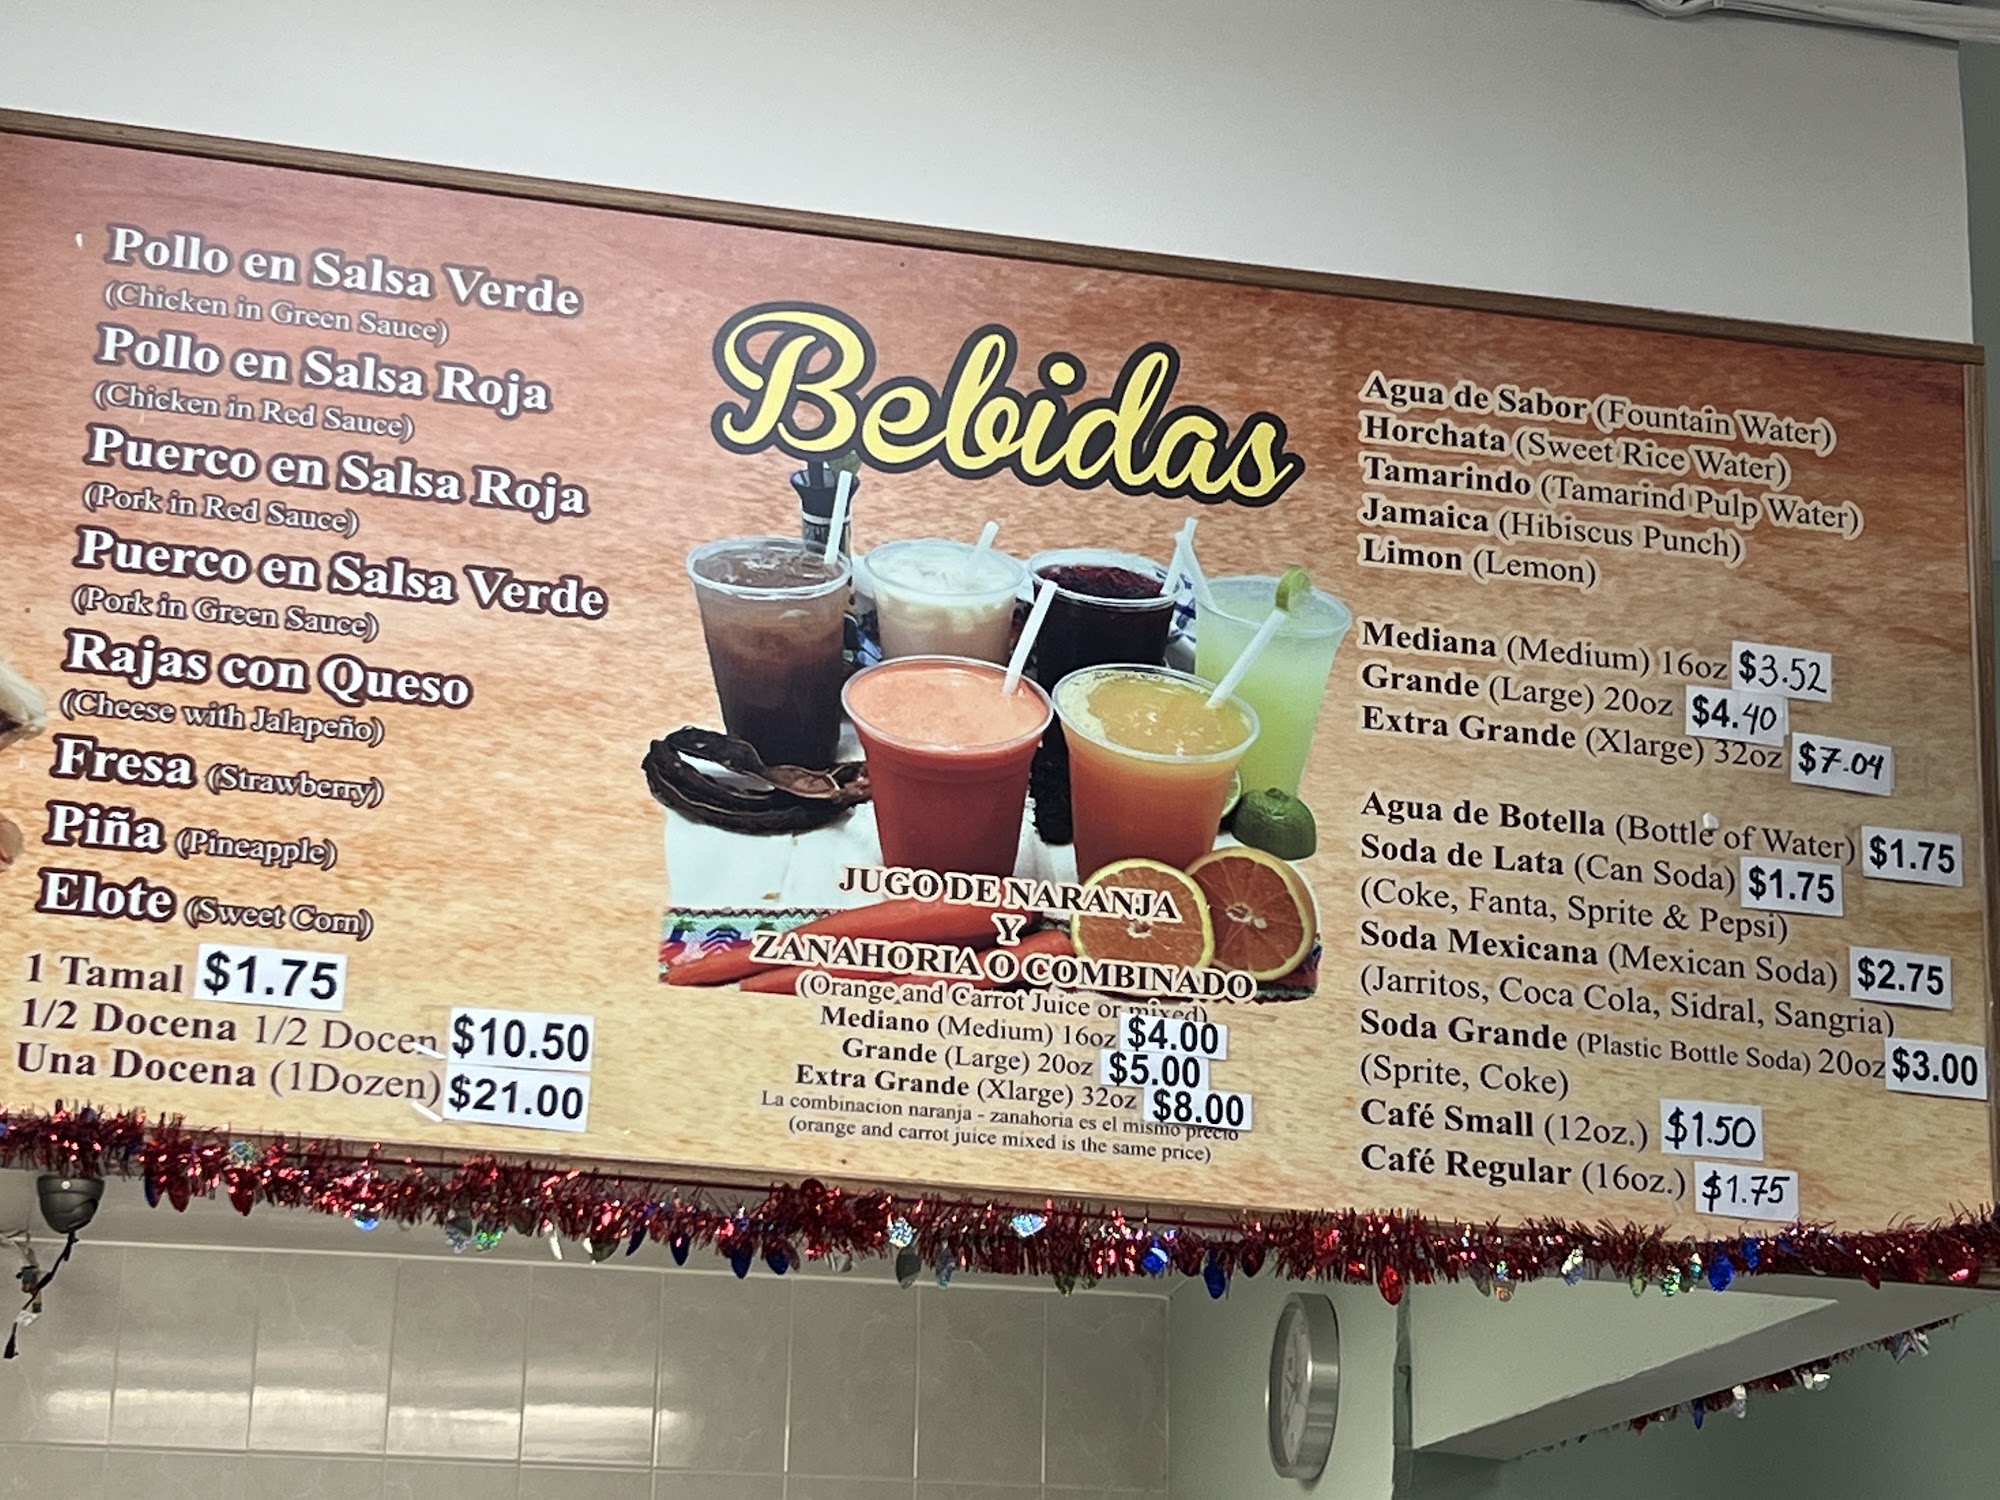 Pollo en Salsa Verde
(Chicken in Green Sauce)
Pollo en Salsa Roja
(Chicken in Red Sauce)
Puerco en Salsa Roja
(Pork in Red Sauce)
Puerco en Salsa Verde
(Pork in Green Sauce)
Rajas con Queso
(Cheese with Jalapeño)
Fresa (Strawberry)
Piña (Pineapple)
Elote (Sweet Corn)
1 Tamal $1.75
1/2 Docena 1/2 Docen $10.50
Una Docena (1Dozen) $21.00
Bebidas
JUGO DE NARANJA
Y
ZANAHORIA O COMBINADO
(Orange and Carrot Juice or mixed)
Mediano (Medium) 16oz $4.00
Grande (Large) 20oz $5.00
Extra Grande (Xlarge) 32oz $8.00
La combinacion naranja - zanahoria es el mismo precio
(orange and carrot juice mixed is the same price)
Agua de Sabor (Fountain Water)
Horchata (Sweet Rice Water)
Tamarindo (Tamarind Pulp Water)
Jamaica (Hibiscus Punch)
Limon (Lemon)
Mediana (Medium) 16oz $3.52
Grande (Large) 20oz $4.40
Extra Grande (Xlarge) 32oz $7.04
Agua de Botella (Bottle of Water) $1.75
Soda de Lata (Can Soda) $1.75
(Coke, Fanta, Sprite & Pepsi)
Soda Mexicana (Mexican Soda) $2.75
(Jarritos, Coca Cola, Sidral, Sangria)
Soda Grande (Plastic Bottle Soda) 20oz $3.00
(Sprite, Coke)
Café Small (12oz.) $1.50
Café Regular (16oz.) $1.75